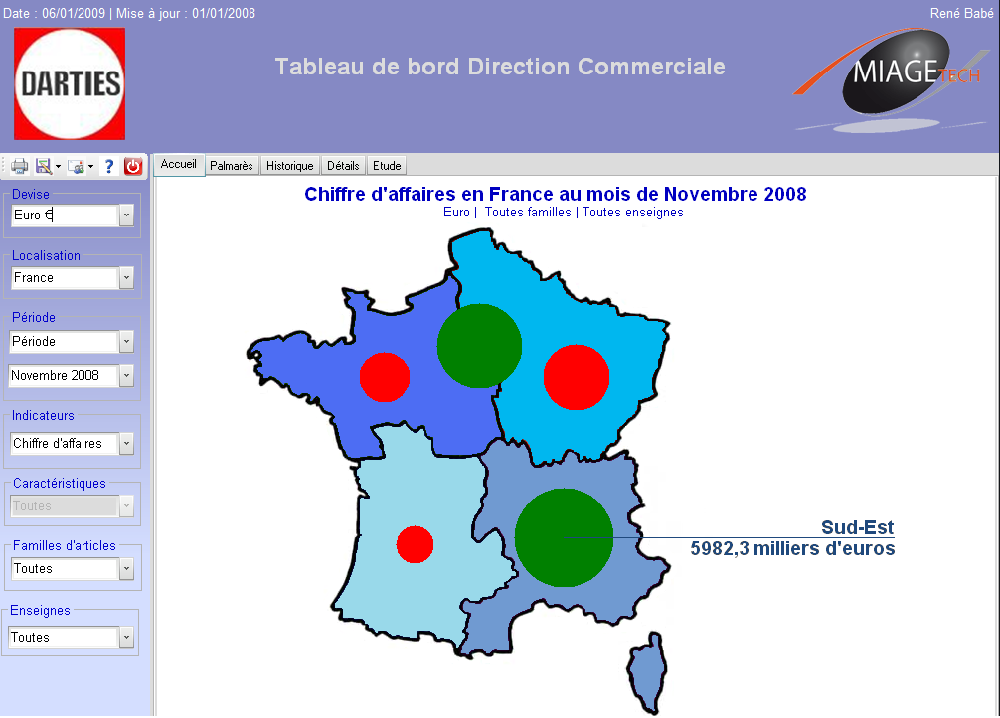 Date : 06/01/2009 | Mise à jour : 01/01/2008
René Babé
DARTIES
Tableau de bord Direction Commerciale
MIAGETECH
?
Accueil
Palmarès
Historique
Détails
Etude
Devise
Euro €
Localisation
France
Période
Période
Novembre 2008
Indicateurs
Chiffre d'affaires
Caractéristiques
Toutes
Familles d'articles
Toutes
Enseignes
Toutes
Chiffre d'affaires en France au mois de Novembre 2008
Euro | Toutes familles | Toutes enseignes
Sud-Est
5982,3 milliers d'euros